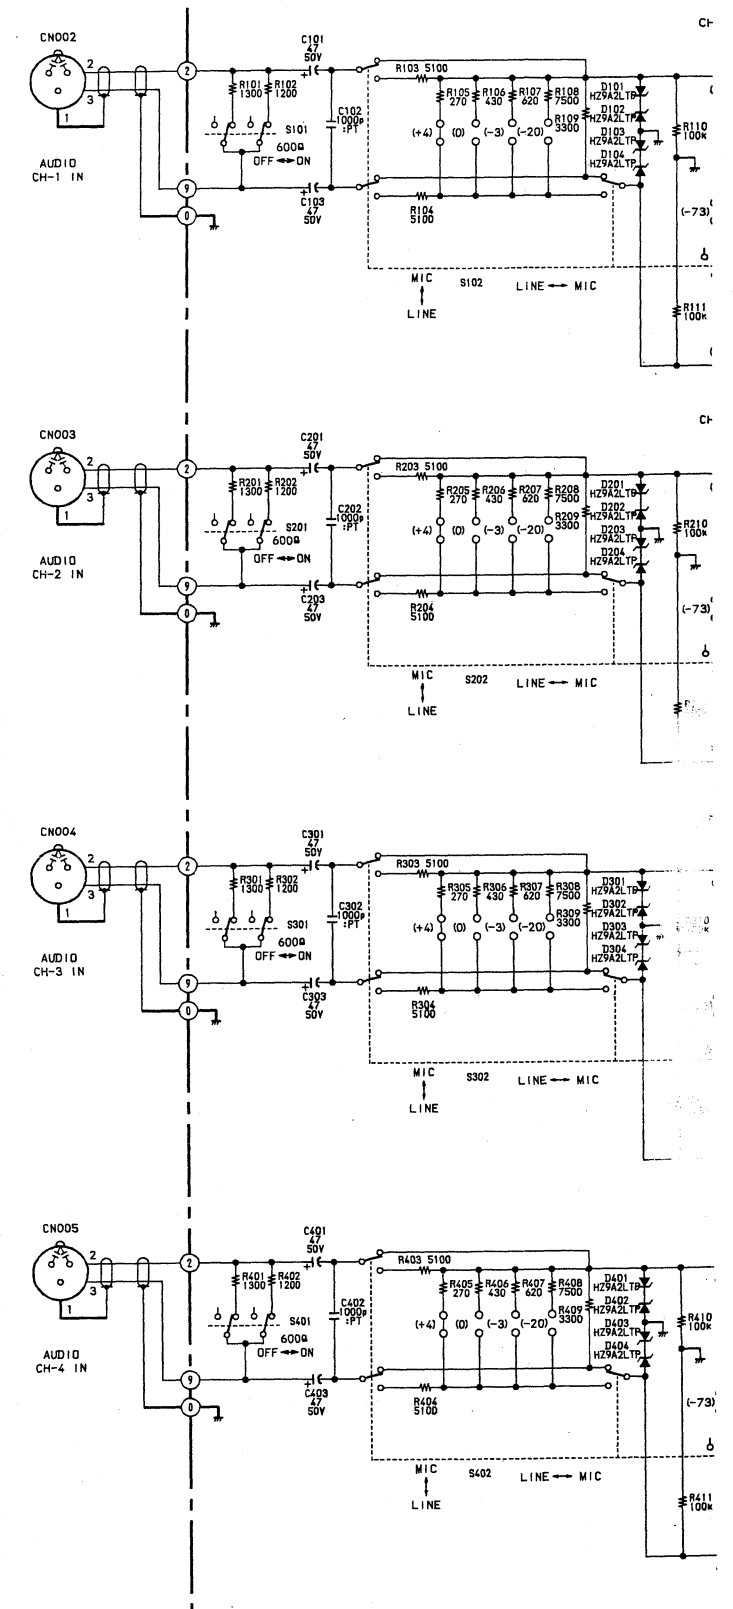 CH-
CN002
2
3
1
AUDIO
CH-1 IN
2
9
0
C101
47
50V
+
R101
1300
R102
1200
S101
600Ω
OFF ↔ ON
C102
1000p
:PT
+
C103
47
50V
R103 5100
R105
270
R106
430
R107
620
R108
7500
R109
3300
(+4)
(0)
(-3)
(-20)
R104
5100
D101
HZ9A2LTP
D102
HZ9A2LTP
D103
HZ9A2LTP
D104
HZ9A2LTP
R110
100k
(-73)
R111
100k
MIC
↕
LINE
S102
LINE ↔ MIC
CH-
CN003
2
3
1
AUDIO
CH-2 IN
2
9
0
C201
47
50V
+
R201
1300
R202
1200
S201
600Ω
OFF ↔ ON
C202
1000p
:PT
+
C203
47
50V
R203 5100
R205
270
R206
430
R207
620
R208
7500
R209
3300
(+4)
(0)
(-3)
(-20)
R204
5100
D201
HZ9A2LTP
D202
HZ9A2LTP
D203
HZ9A2LTP
D204
HZ9A2LTP
R210
100k
(-73)
MIC
↕
LINE
S202
LINE ↔ MIC
CN004
2
3
1
AUDIO
CH-3 IN
2
9
0
C301
47
50V
+
R301
1300
R302
1200
S301
600Ω
OFF ↔ ON
C302
1000p
:PT
+
C303
47
50V
R303 5100
R305
270
R306
430
R307
620
R308
7500
R309
3300
(+4)
(0)
(-3)
(-20)
R304
5100
D301
HZ9A2LTP
D302
HZ9A2LTP
D303
HZ9A2LTP
D304
HZ9A2LTP
MIC
↕
LINE
S302
LINE ↔ MIC
CN005
2
3
1
AUDIO
CH-4 IN
2
9
0
C401
47
50V
+
R401
1300
R402
1200
S401
600Ω
OFF ↔ ON
C402
1000p
:PT
+
C403
47
50V
R403 5100
R405
270
R406
430
R407
620
R408
7500
R409
3300
(+4)
(0)
(-3)
(-20)
R404
5100
D401
HZ9A2LTP
D402
HZ9A2LTP
D403
HZ9A2LTP
D404
HZ9A2LTP
R410
100k
(-73)
R411
100k
MIC
↕
LINE
S402
LINE ↔ MIC